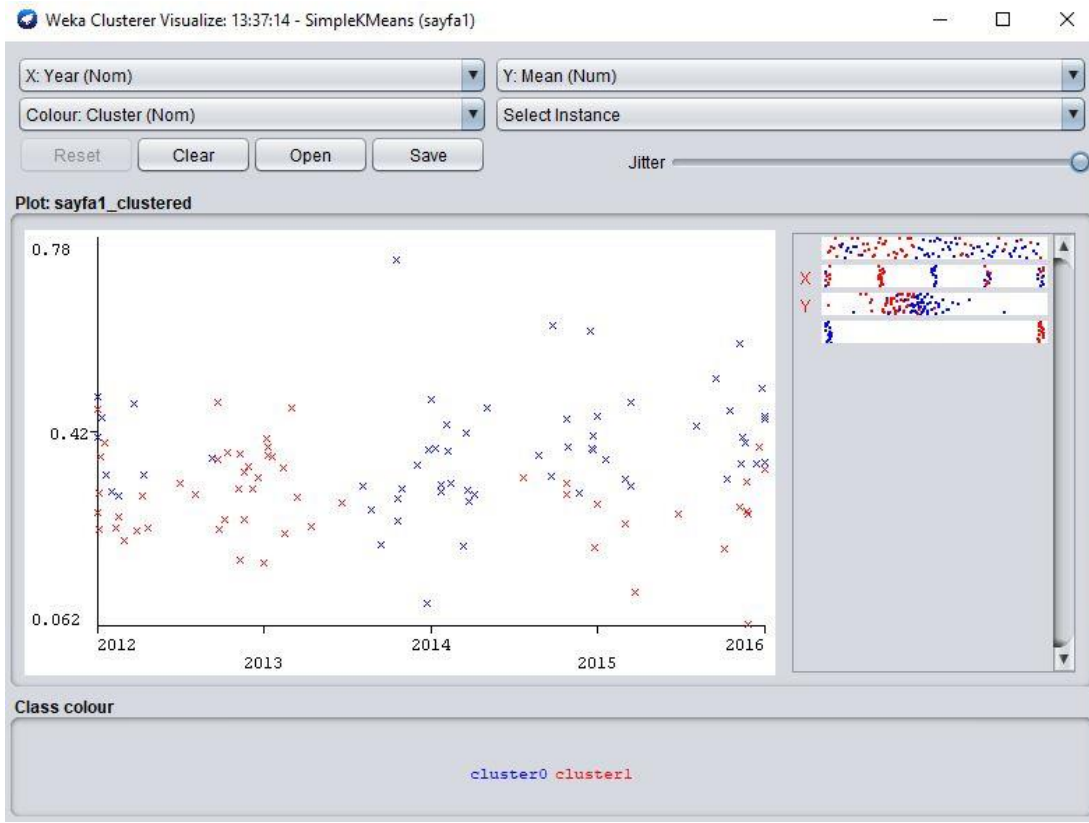 Weka Clusterer Visualize: 13:37:14 - SimpleKMeans (sayfa1)
X: Year (Nom)
Y: Mean (Num)
Colour: Cluster (Nom)
Select Instance
Reset
Clear
Open
Save
Jitter
Plot: sayfa1_clustered
0.78
0.42
0.062
2012
2013
2014
2015
2016
X
Y
Class colour
cluster0 cluster1